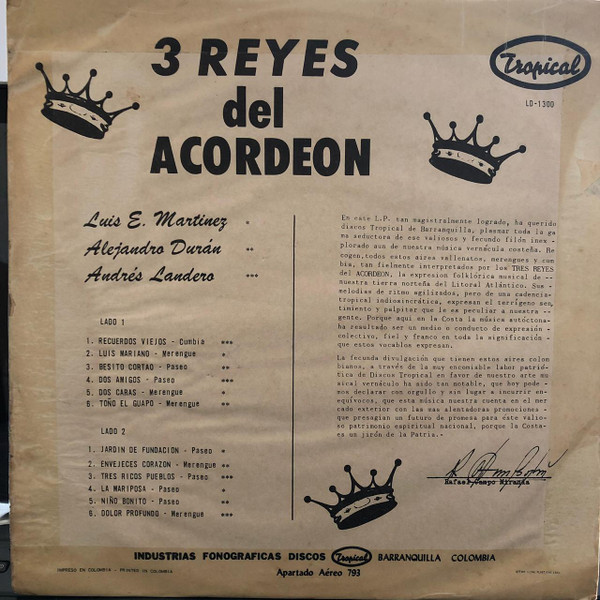 3 REYES
del
ACORDEON
Tropical
LD-1300
Luis E. Martinez *
Alejandro Durán **
Andrés Landero ***
LADO 1
1. RECUERDOS VIEJOS - Cumbia ***
2. LUIS MARIANO - Merengue *
3. BESITO CORTAO - Paseo **
4. DOS AMIGOS - Paseo ***
5. DOS CARAS - Merengue *
6. TOÑO EL GUAPO - Merengue **
LADO 2
1. JARDIN DE FUNDACION - Paseo **
2. ENVEJECES CORAZON - Merengue **
3. TRES RICOS PUEBLOS - Paseo ***
4. LA MARIPOSA - Paseo *
5. NIÑO BONITO - Paseo **
6. DOLOR PROFUNDO - Merengue ***
En este L.P. tan magistralmente logrado, ha querido
discos Tropical de Barranquilla, plasmar toda la ga
ma seductora de ese valioso y fecundo filón inex -
plorado aún de nuestra música vernácula costeña. Re
cogen, todos estos aires vallenatos, merengues y cum
bia, tan fielmente interpretados por los TRES REYES
del ACORDEON, la expresion folklórica musical de --
nuestra tierra norteña del Litoral Atlántico. Sus -
melodías de ritmo agilizados, pero de una cadencia-
tropical indiosincrática, expresan el terrígeno sen_
timiento y palpitar que le es peculiar a nuestra --
gente. Porque aquí en la Costa la música autóctona-
ha resultado ser un medio o conducto de expresión -
colectivo, fiel y franco en toda la significación -
que estos vocablos expresan.
La fecunda divulgación que tienen estos aires colom
bianos, a través de la muy encomiable labor patrió_
tica de Discos Tropical en favor de nuestro arte mu
sical vernáculo ha sido tan notable, que hoy pode -
mos declarar con orgullo y sin lugar a incurrir en-
equívocos, que esta música nuestra cuenta en el mer
cado exterior con las mas alentadoras promociones -
que presagian un futuro de promesa para este valio-
so patrimonio espiritual nacional, porque la Costa-
es un jirón de la Patria.-
Rafael Campo Miranda
INDUSTRIAS FONOGRAFICAS DISCOS Tropical BARRANQUILLA COLOMBIA
Apartado Aéreo 793
IMPRESO EN COLOMBIA - PRINTED IN COLOMBIA